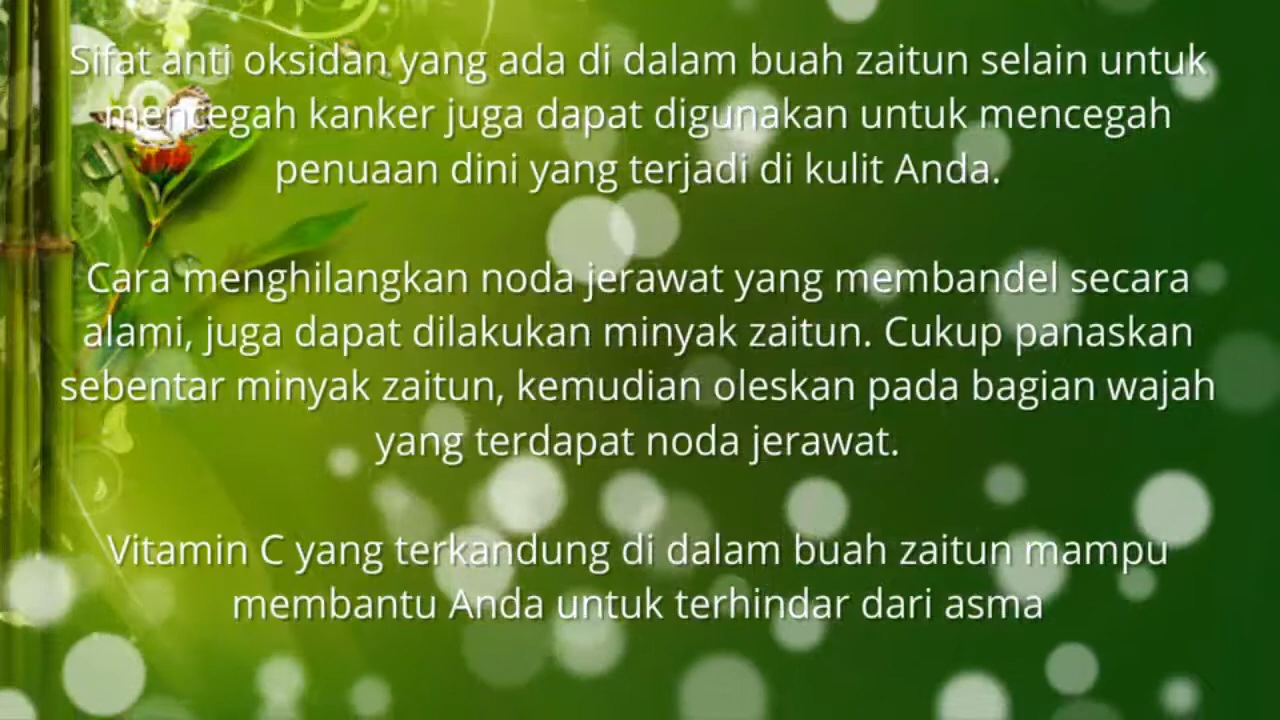 Sifat anti oksidan yang ada di dalam buah zaitun selain untuk
mencegah kanker juga dapat digunakan untuk mencegah
penuaan dini yang terjadi di kulit Anda.
Cara menghilangkan noda jerawat yang membandel secara
alami, juga dapat dilakukan minyak zaitun. Cukup panaskan
sebentar minyak zaitun, kemudian oleskan pada bagian wajah
yang terdapat noda jerawat.
Vitamin C yang terkandung di dalam buah zaitun mampu
membantu Anda untuk terhindar dari asma